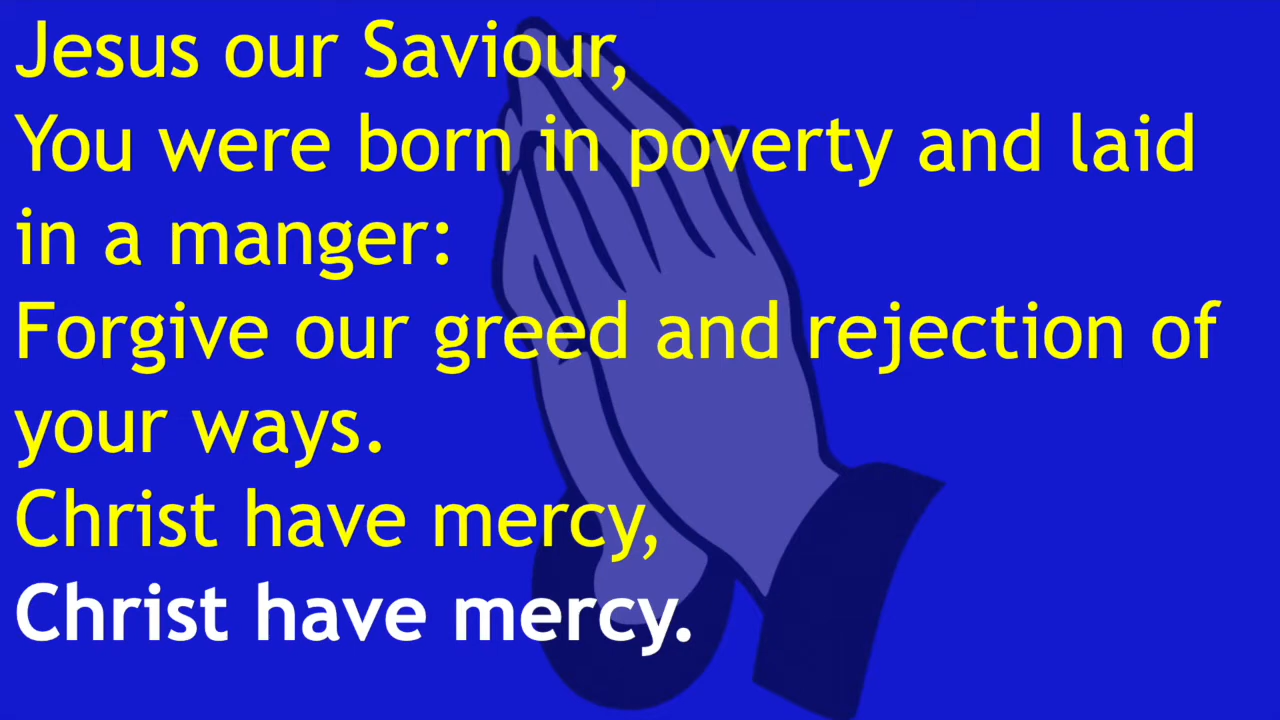 Jesus our Saviour,
You were born in poverty and laid
in a manger:
Forgive our greed and rejection of
your ways.
Christ have mercy,
Christ have mercy.